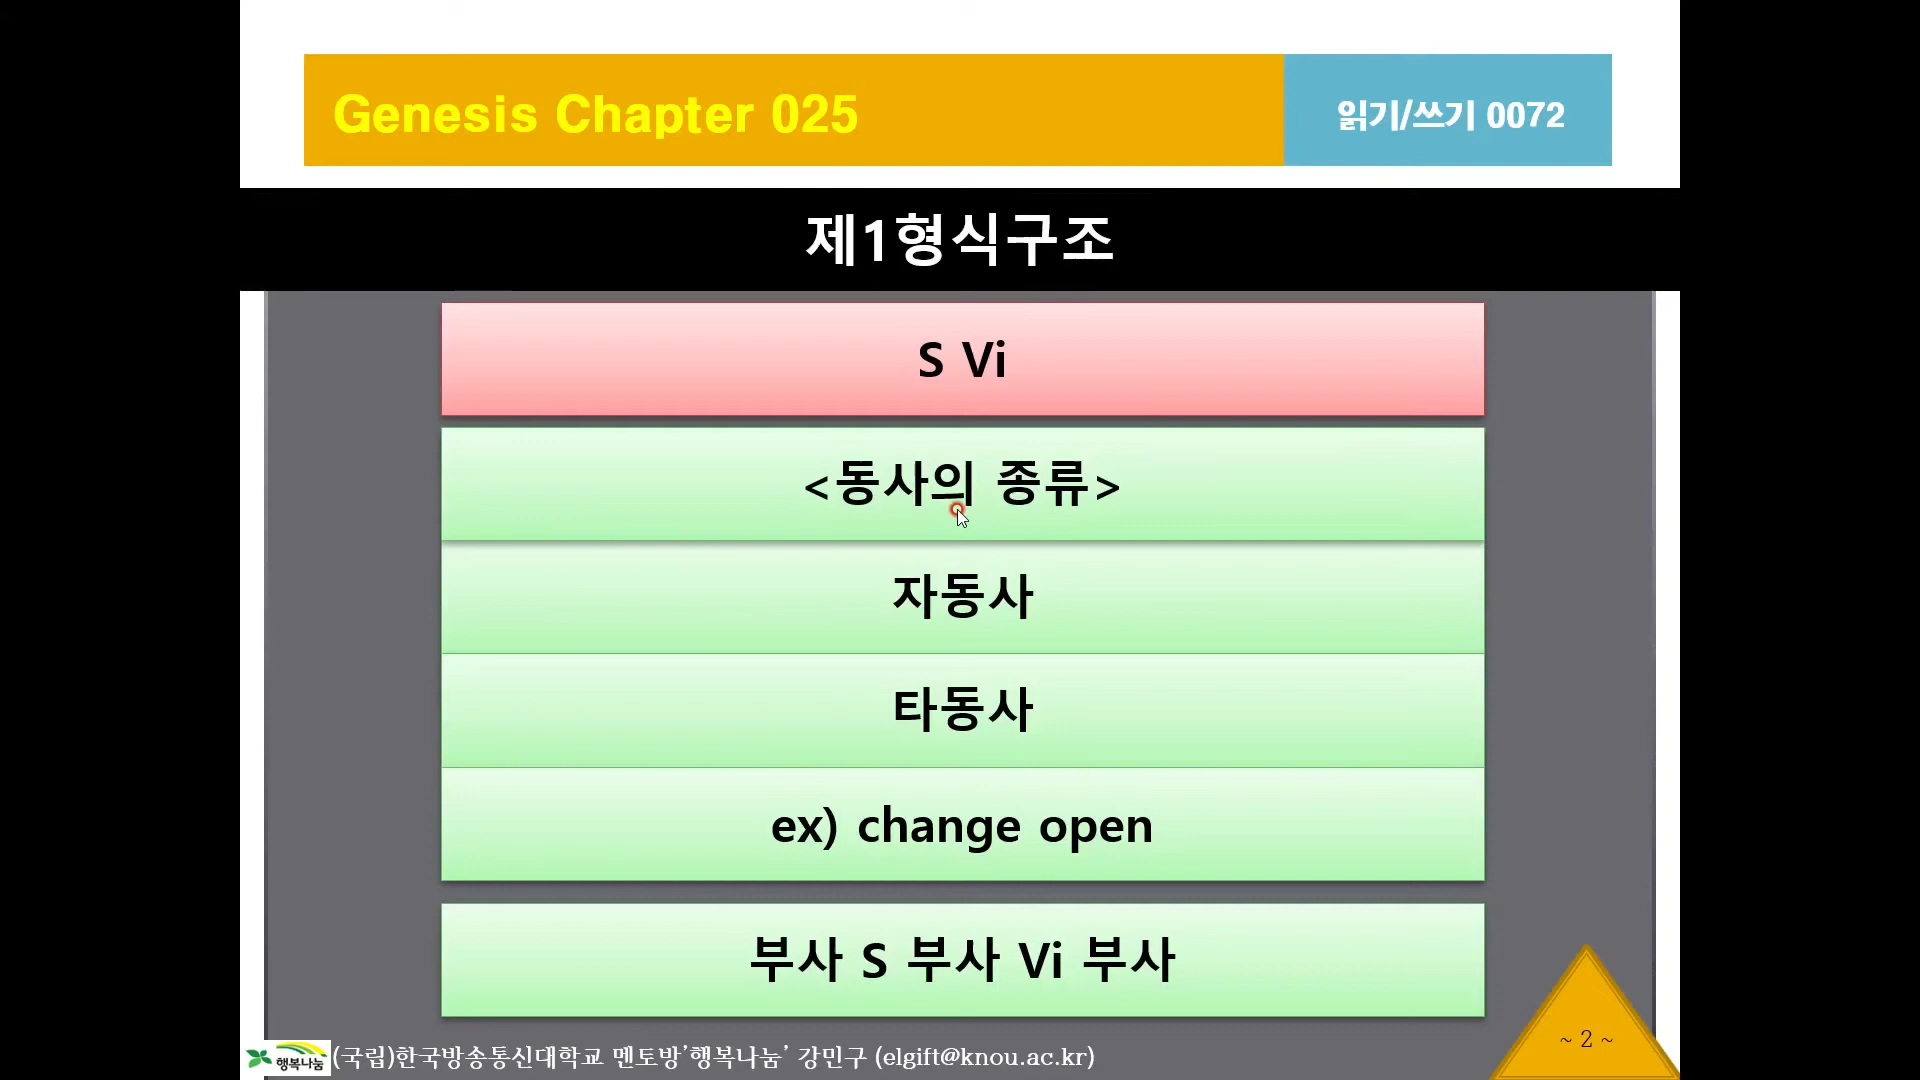 Genesis Chapter 025
읽기/쓰기 0072
제1형식구조
S Vi
<동사의 종류>
자동사
타동사
ex) change open
부사 S 부사 Vi 부사
행복나눔
(국립)한국방송통신대학교 멘토방’행복나눔’ 강민구 (elgift@knou.ac.kr)
~ 2 ~